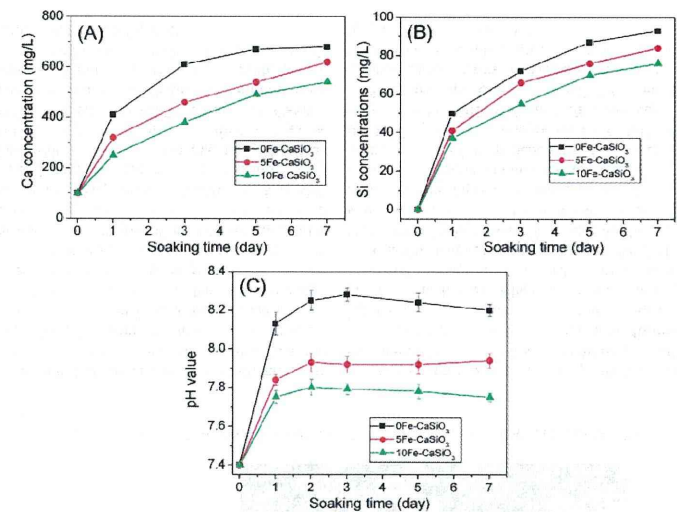 (A)
Ca concentration (mg/L)
800
600
400
200
0
0Fe-CaSiO3
5Fe-CaSiO3
10Fe-CaSiO3
0 1 2 3 4 5 6 7
Soaking time (day)
(B)
Si concentrations (mg/L)
100
80
60
40
20
0
0Fe-CaSiO3
5Fe-CaSiO3
10Fe-CaSiO3
0 1 2 3 4 5 6 7
Soaking time (day)
(C)
pH value
8.4
8.2
8.0
7.8
7.6
7.4
0Fe-CaSiO3
5Fe-CaSiO3
10Fe-CaSiO3
0 1 2 3 4 5 6 7
Soaking time (day)